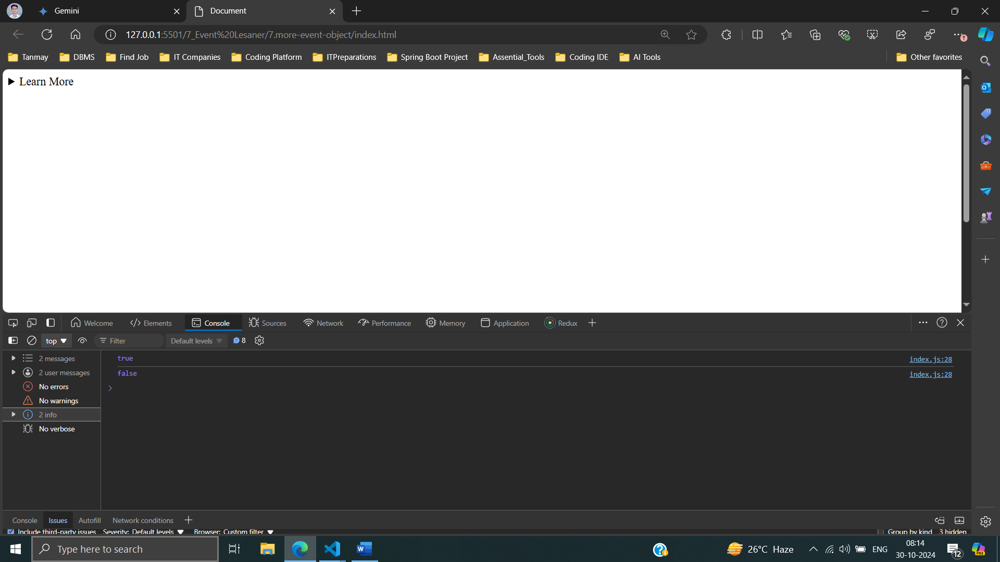 Gemini
Document
127.0.0.1:5501/7_Event%20Lesaner/7.more-event-object/index.html
Tanmay DBMS Find Job IT Companies Coding Platform ITPreparations Spring Boot Project Assential_Tools Coding IDE AI Tools Other favorites
Learn More
Welcome Elements Console Sources Network Performance Memory Application Redux
top Filter Default levels 8
2 messages
2 user messages
No errors
No warnings
2 info
No verbose
true index.js:28
false index.js:28
Console Issues Autofill Network conditions
Include third-party issues Severity: Default levels Browser: Custom filter Group by kind 3 hidden
Type here to search
26°C Haze
ENG
08:14
30-10-2024
12
PRE